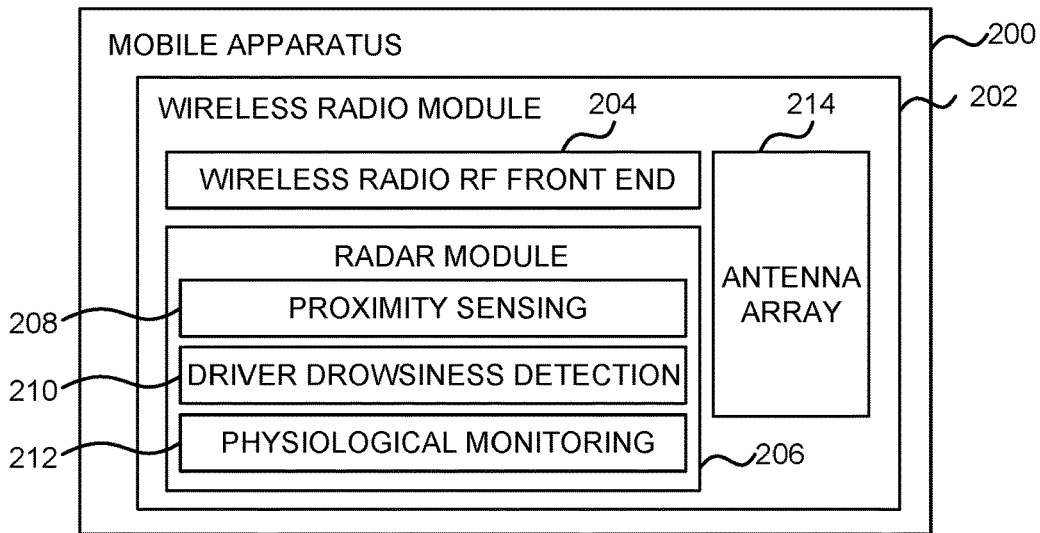 MOBILE APPARATUS
200
WIRELESS RADIO MODULE
204
214
202
WIRELESS RADIO RF FRONT END
RADAR MODULE
ANTENNA
ARRAY
208
PROXIMITY SENSING
210
DRIVER DROWSINESS DETECTION
212
PHYSIOLOGICAL MONITORING
206